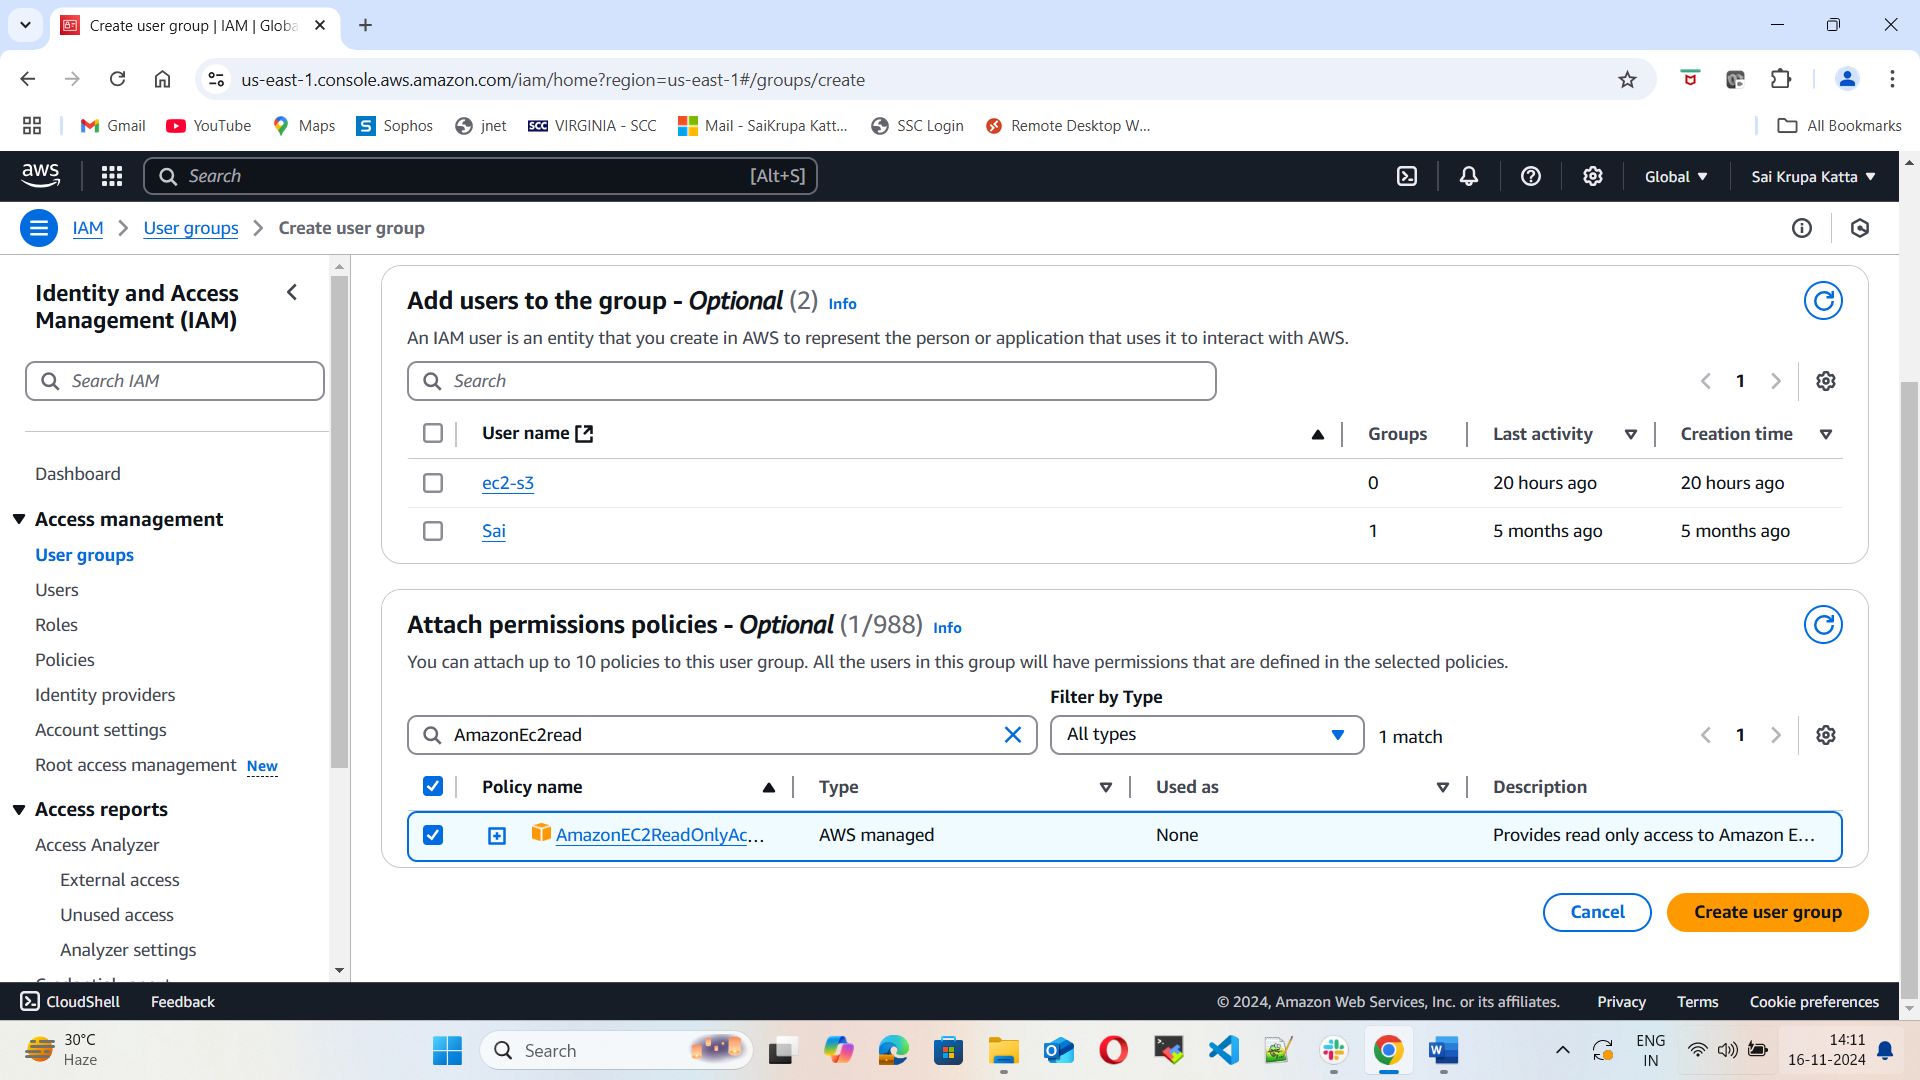 Create user group | IAM | Globa
us-east-1.console.aws.amazon.com/iam/home?region=us-east-1#/groups/create
Gmail
YouTube
Maps
Sophos
jnet
SCC VIRGINIA - SCC
Mail - SaiKrupa Katt...
SSC Login
Remote Desktop W...
All Bookmarks
aws
Search
[Alt+S]
Global
Sai Krupa Katta
IAM
User groups
Create user group
Identity and Access
Management (IAM)
Search IAM
Dashboard
Access management
User groups
Users
Roles
Policies
Identity providers
Account settings
Root access management New
Access reports
Access Analyzer
External access
Unused access
Analyzer settings
Add users to the group - Optional (2) Info
An IAM user is an entity that you create in AWS to represent the person or application that uses it to interact with AWS.
Search
1
User name Groups Last activity Creation time
ec2-s3 0 20 hours ago 20 hours ago
Sai 1 5 months ago 5 months ago
Attach permissions policies - Optional (1/988) Info
You can attach up to 10 policies to this user group. All the users in this group will have permissions that are defined in the selected policies.
Filter by Type
AmazonEc2read
All types
1 match
1
Policy name Type Used as Description
AmazonEC2ReadOnlyAc... AWS managed None Provides read only access to Amazon E...
Cancel
Create user group
CloudShell
Feedback
© 2024, Amazon Web Services, Inc. or its affiliates.
Privacy
Terms
Cookie preferences
30°C
Haze
Search
ENG
IN
14:11
16-11-2024